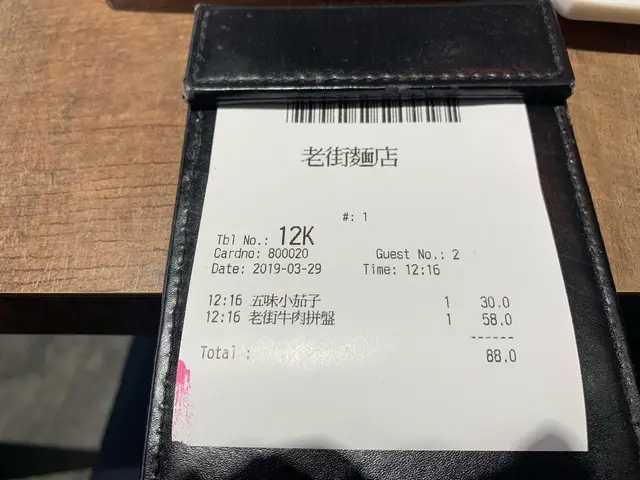 老街麵店
#: 1
Tbl No.: 12K
Cardno: 800020 Guest No.: 2
Date: 2019-03-29 Time: 12:16
12:16 五味小茄子 1 30.0
12:16 老街牛肉拼盤 1 58.0
------
Total : 88.0